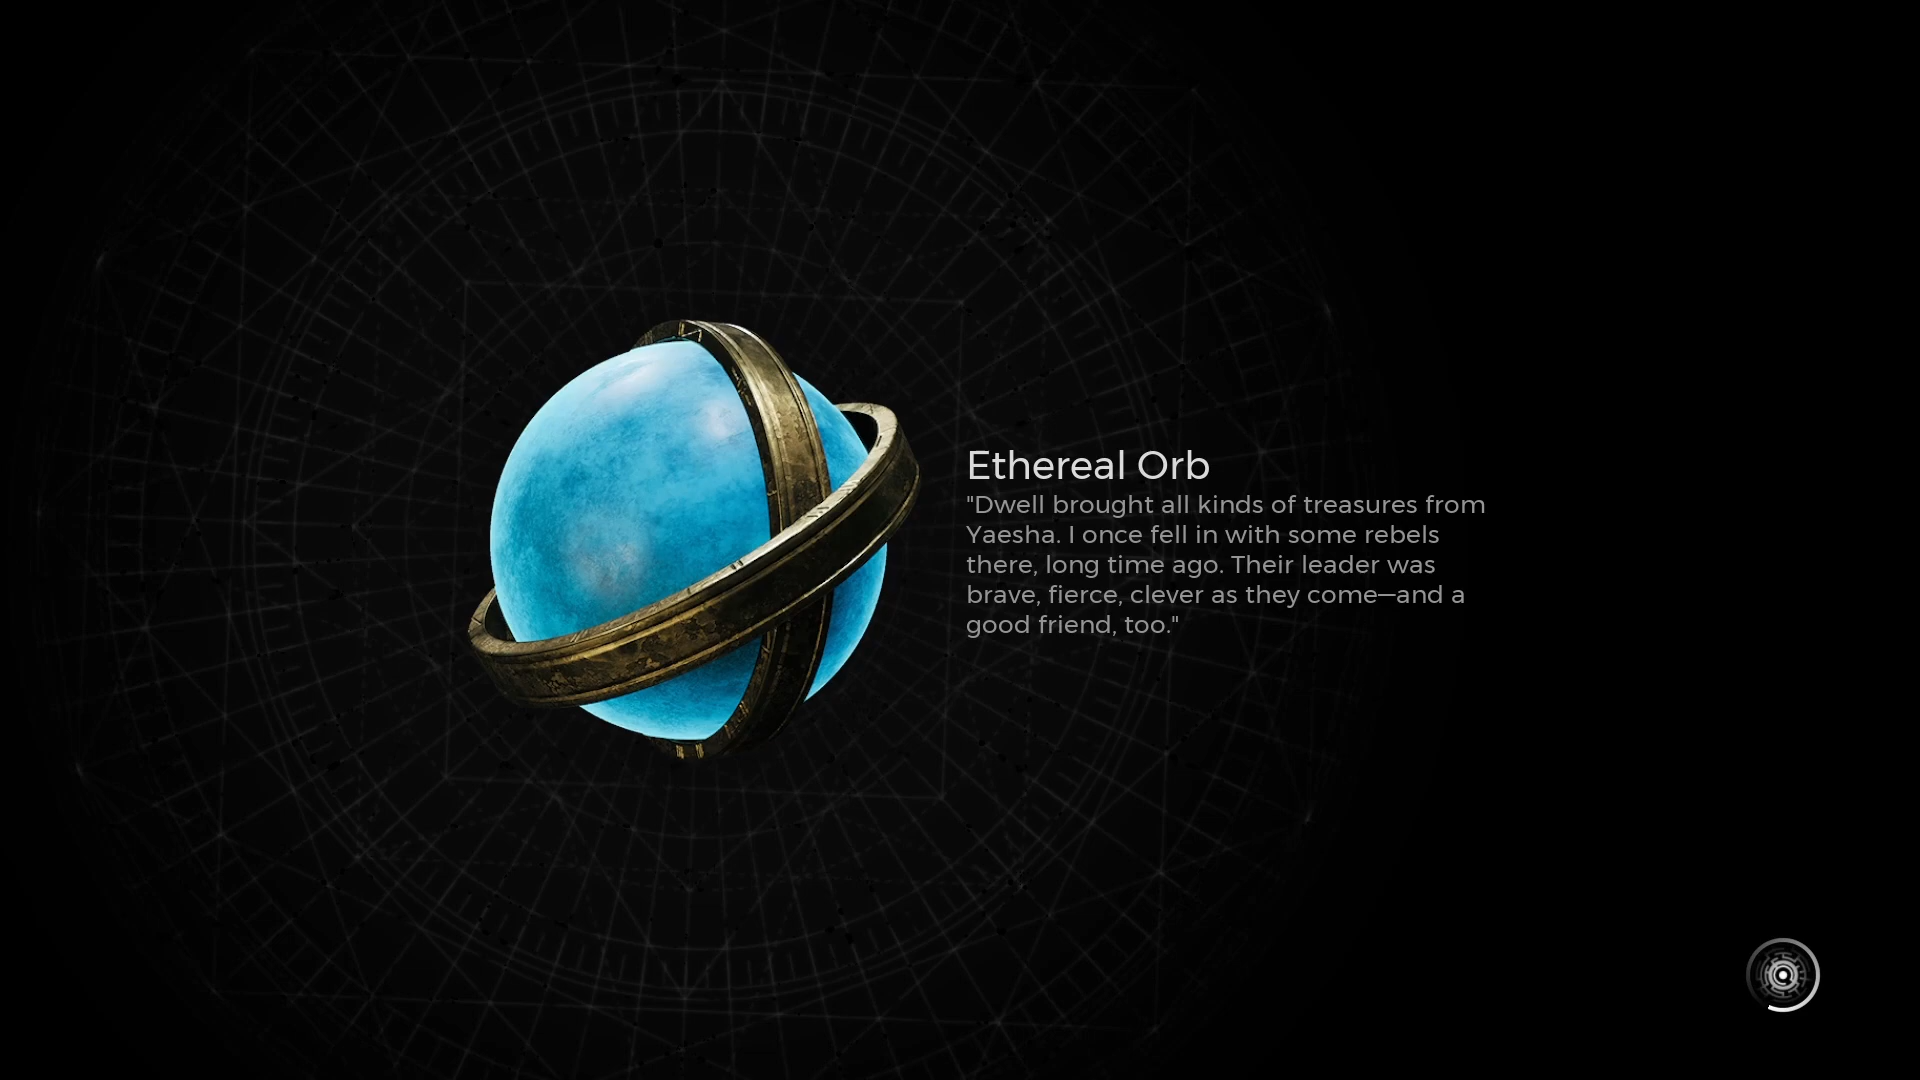 Ethereal Orb
"Dwell brought all kinds of treasures from
Yaesha. I once fell in with some rebels
there, long time ago. Their leader was
brave, fierce, clever as they come—and a
good friend, too."